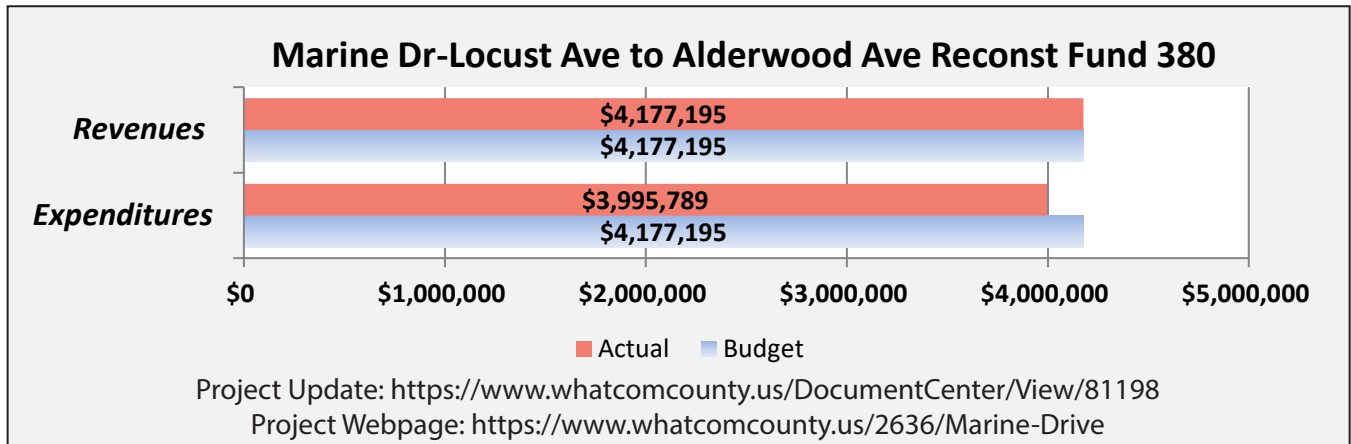 Marine Dr-Locust Ave to Alderwood Ave Reconst Fund 380
Revenues
$4,177,195
$4,177,195
Expenditures
$3,995,789
$4,177,195
$0 $1,000,000 $2,000,000 $3,000,000 $4,000,000 $5,000,000
Actual Budget
Project Update: https://www.whatcomcounty.us/DocumentCenter/View/81198
Project Webpage: https://www.whatcomcounty.us/2636/Marine-Drive